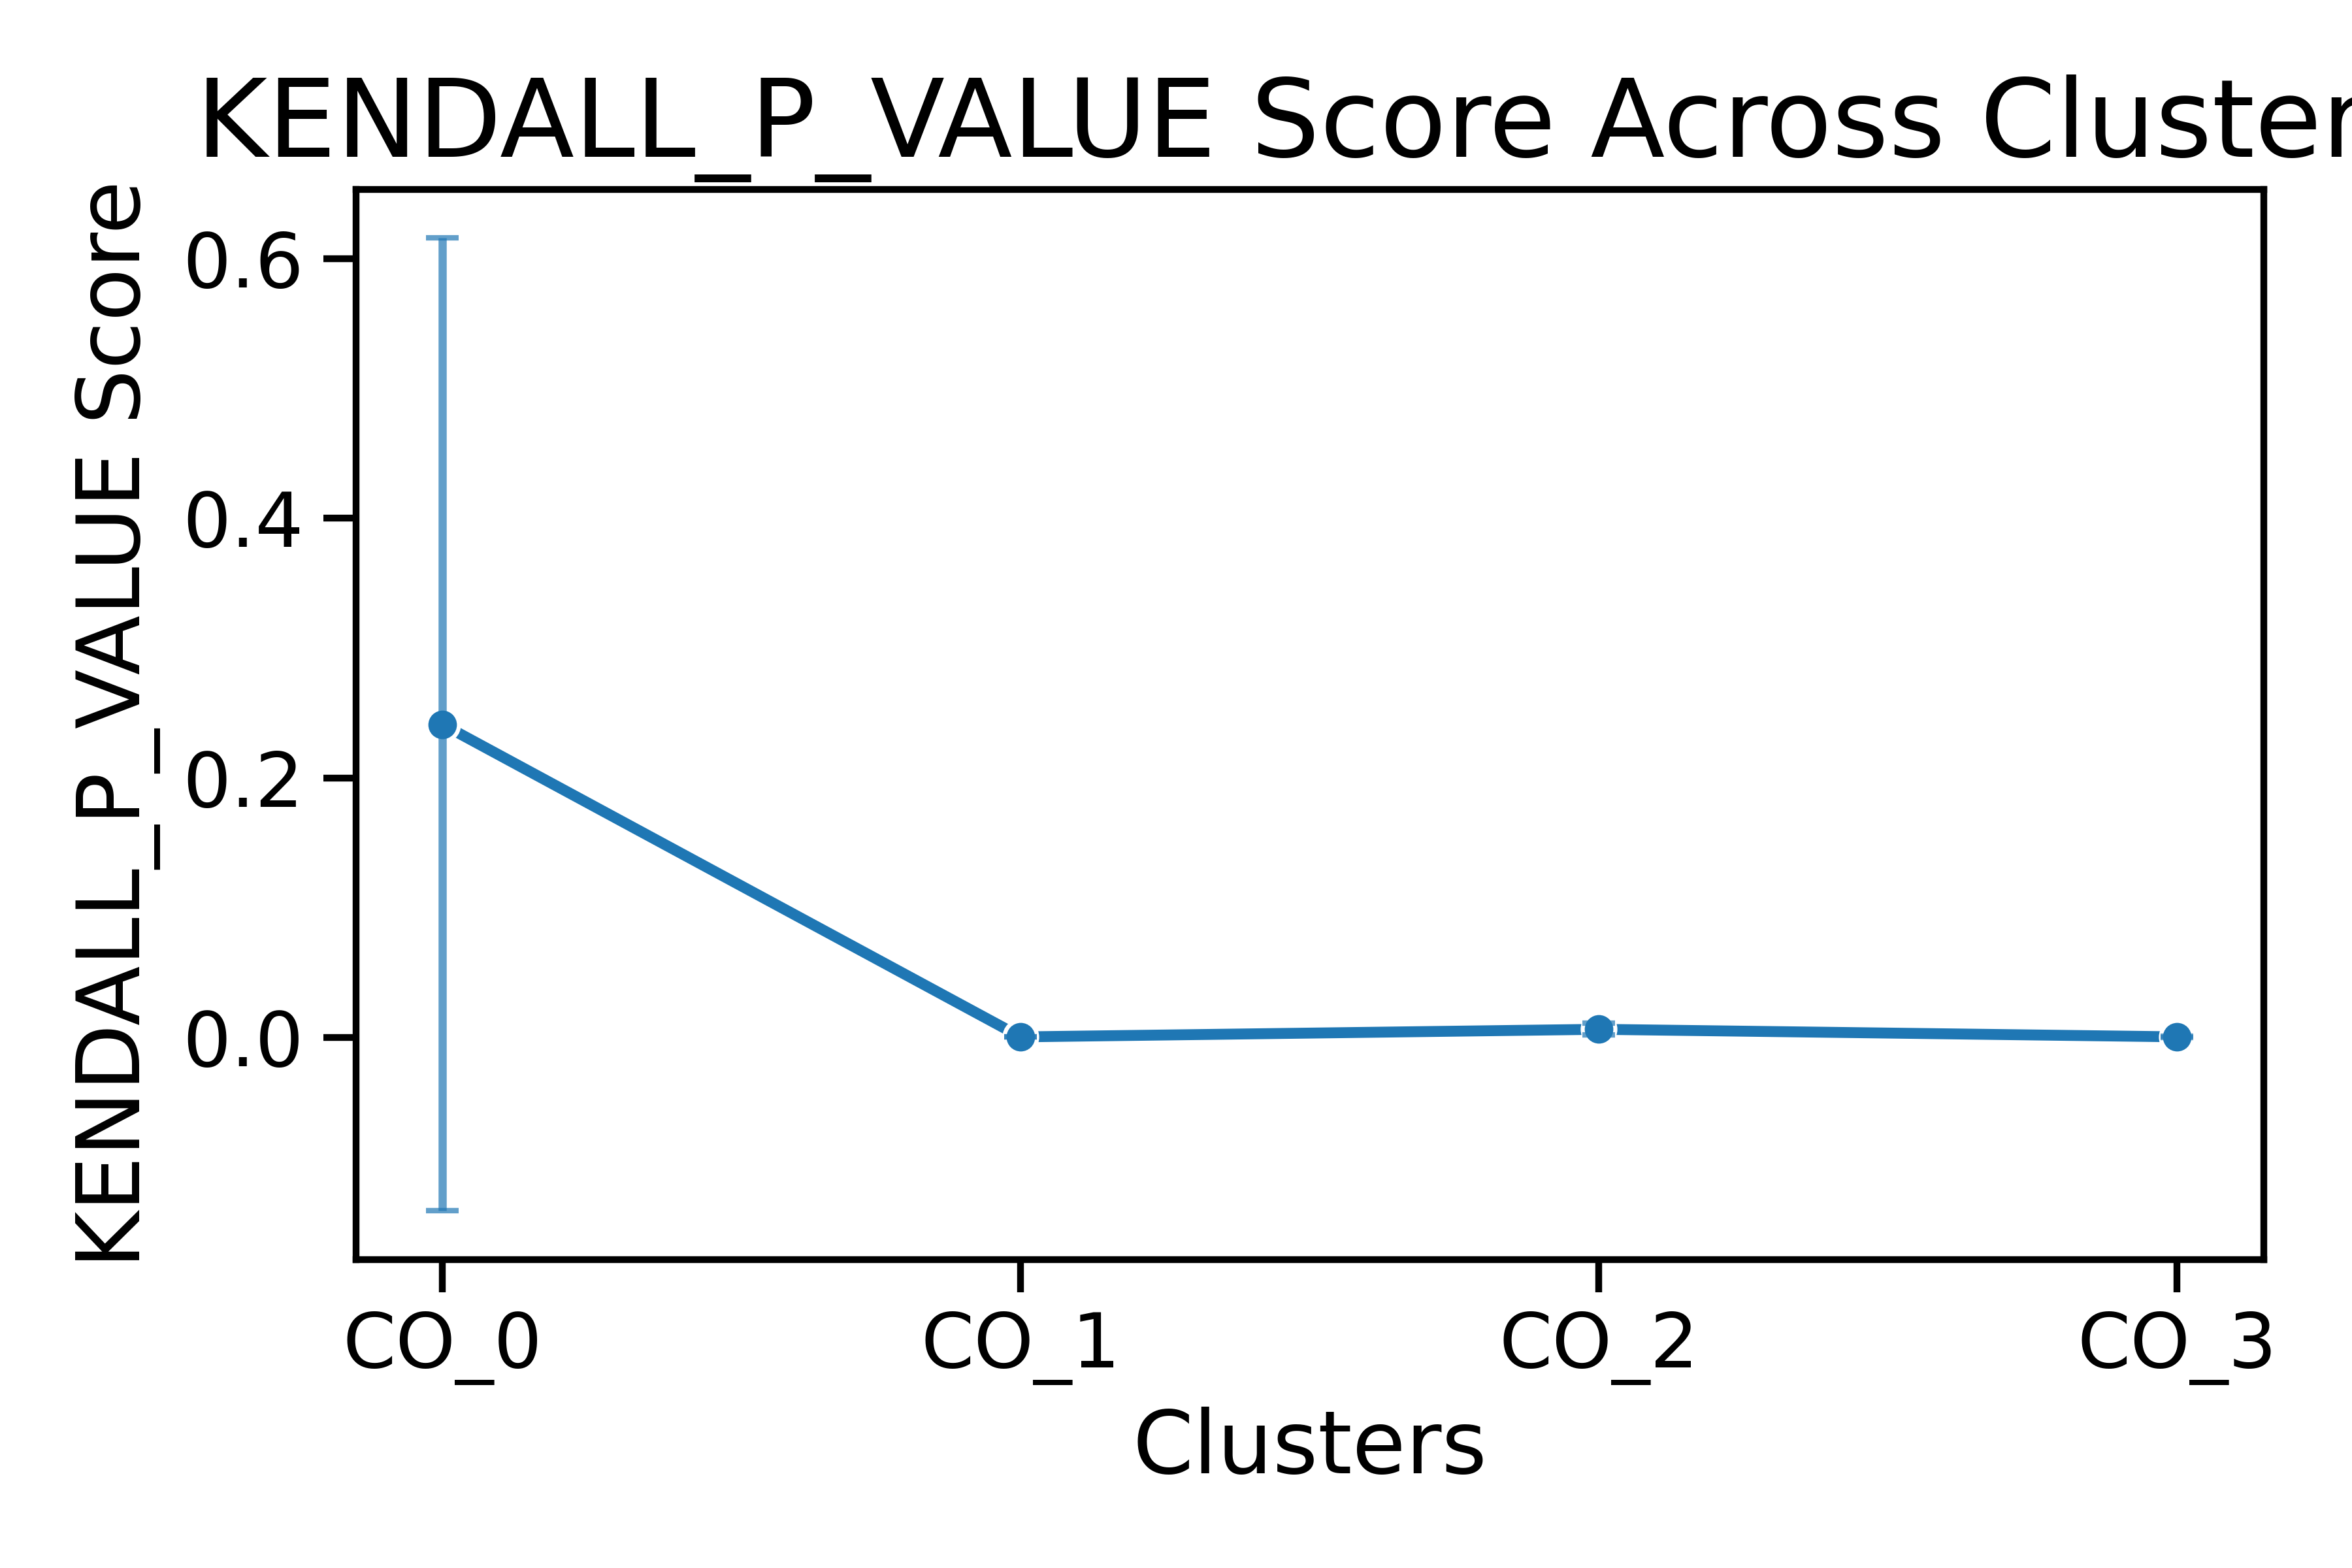 KENDALL_P_VALUE Score Across Cluster
KENDALL_P_VALUE Score
0.6
0.4
0.2
0.0
CO_0 CO_1 CO_2 CO_3
Clusters